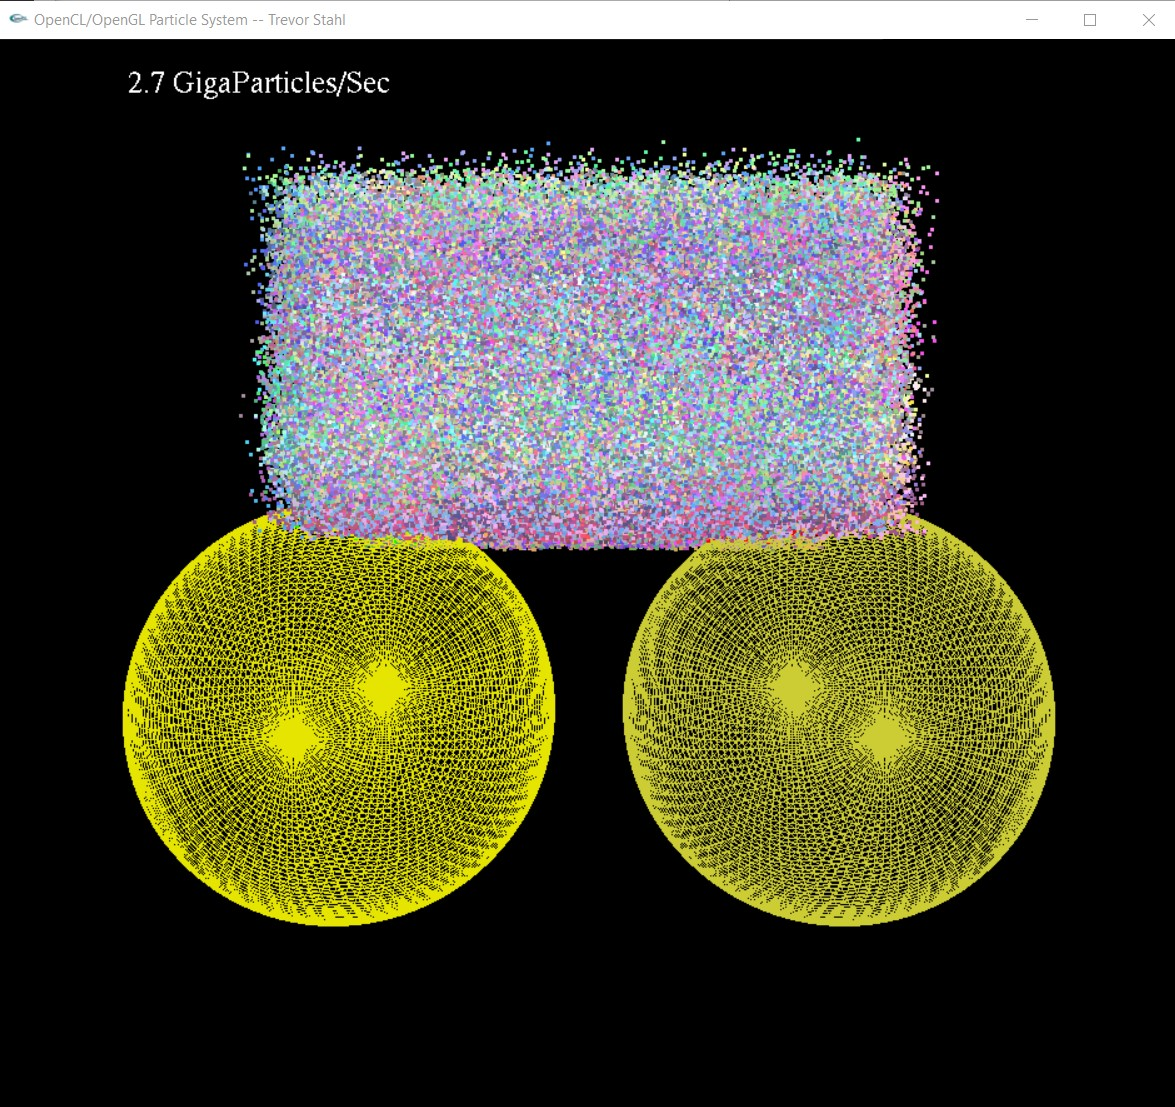 OpenCL/OpenGL Particle System -- Trevor Stahl
2.7 GigaParticles/Sec